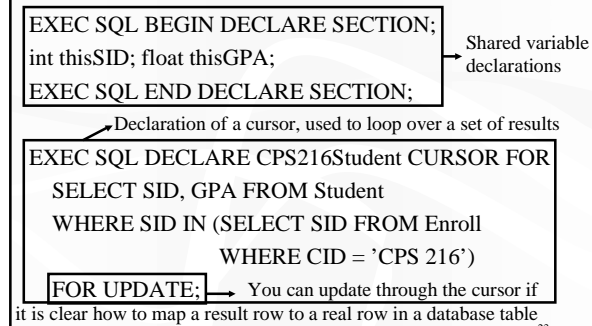 EXEC SQL BEGIN DECLARE SECTION;
int thisSID; float thisGPA;
EXEC SQL END DECLARE SECTION;
Shared variable
declarations
Declaration of a cursor, used to loop over a set of results
EXEC SQL DECLARE CPS216Student CURSOR FOR
SELECT SID, GPA FROM Student
WHERE SID IN (SELECT SID FROM Enroll
WHERE CID = ’CPS 216’)
FOR UPDATE; You can update through the cursor if
it is clear how to map a result row to a real row in a database table